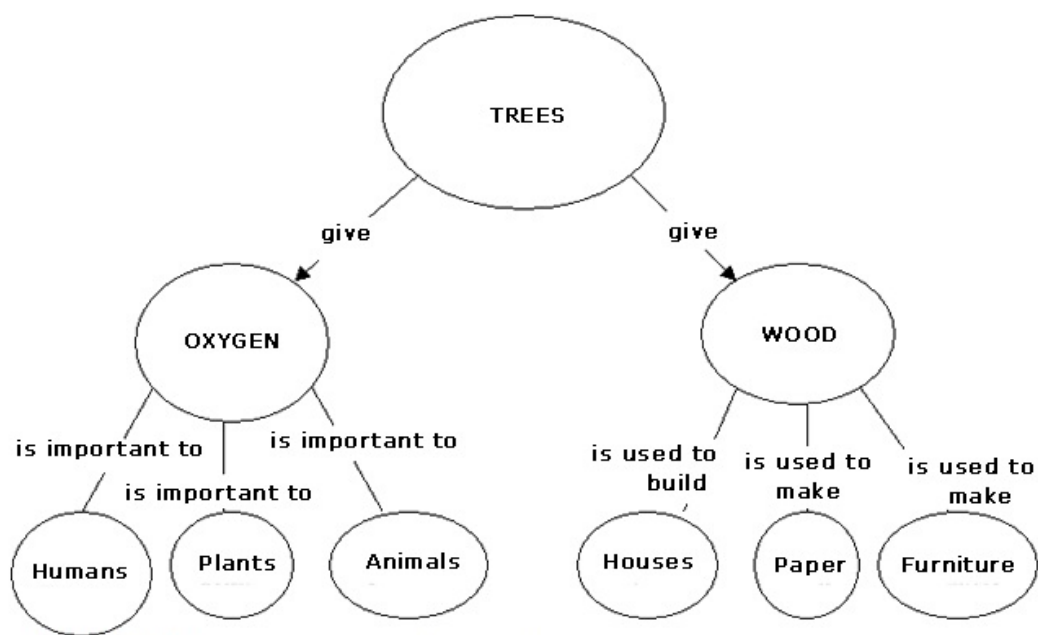 TREES
give
give
OXYGEN
WOOD
is important to
is important to
is important to
is used to
build
is used to
make
is used to
make
Humans
Plants
Animals
Houses
Paper
Furniture